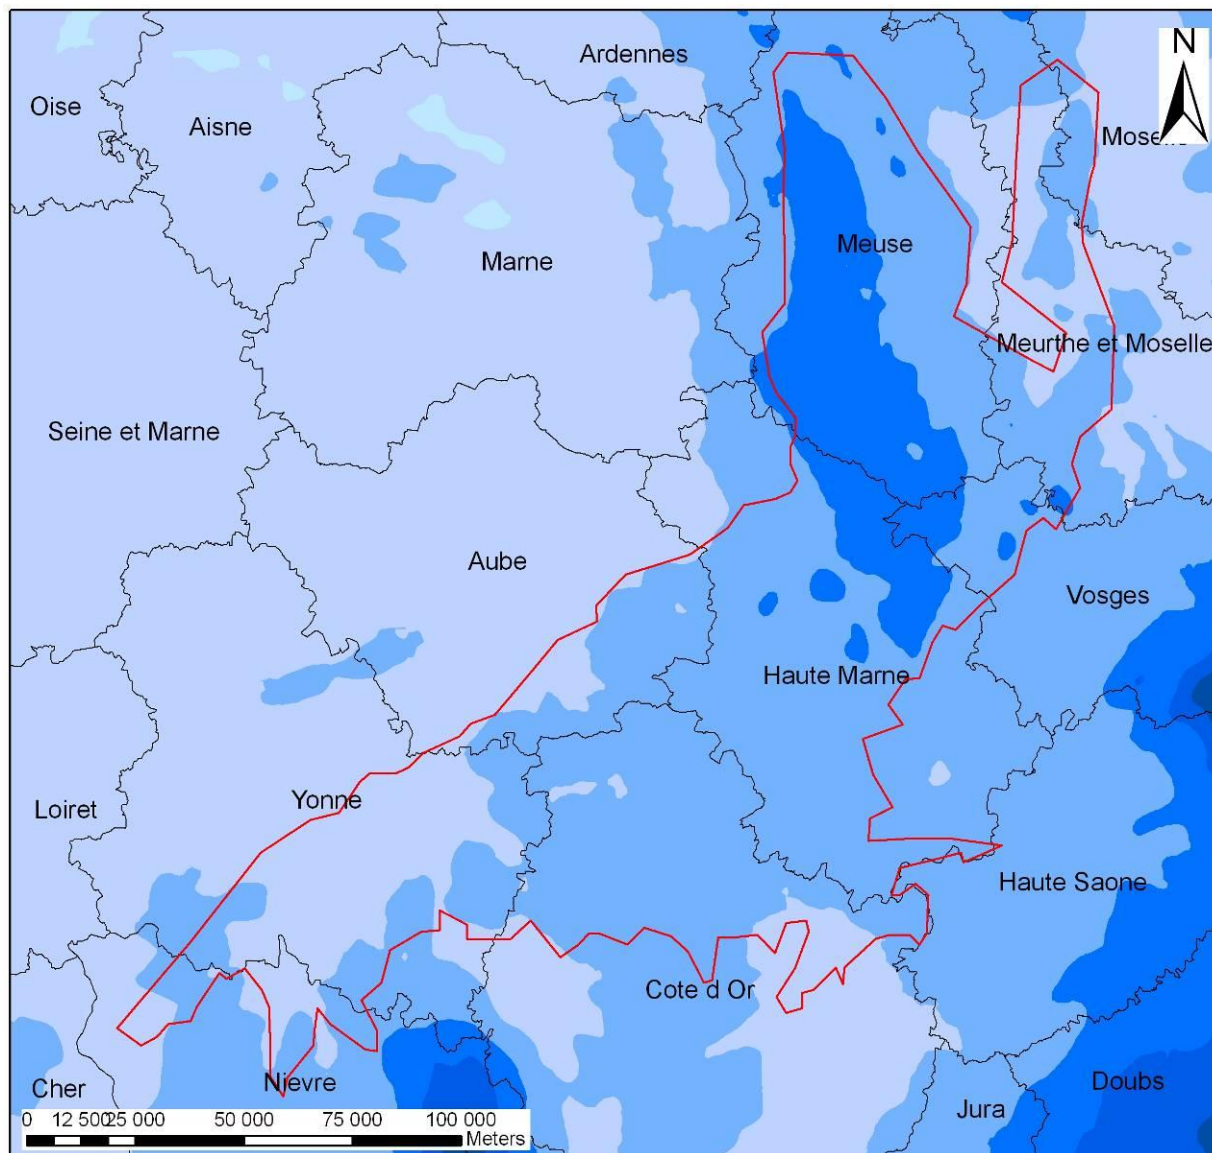 Ardennes
N
Oise
Aisne
Moselle
Meuse
Marne
Meurthe et Moselle
Seine et Marne
Aube
Vosges
Haute Marne
Yonne
Loiret
Haute Saone
Cote d Or
Nievre
Cher
Doubs
Jura
0 12 500 25 000 50 000 75 000 100 000
Meters